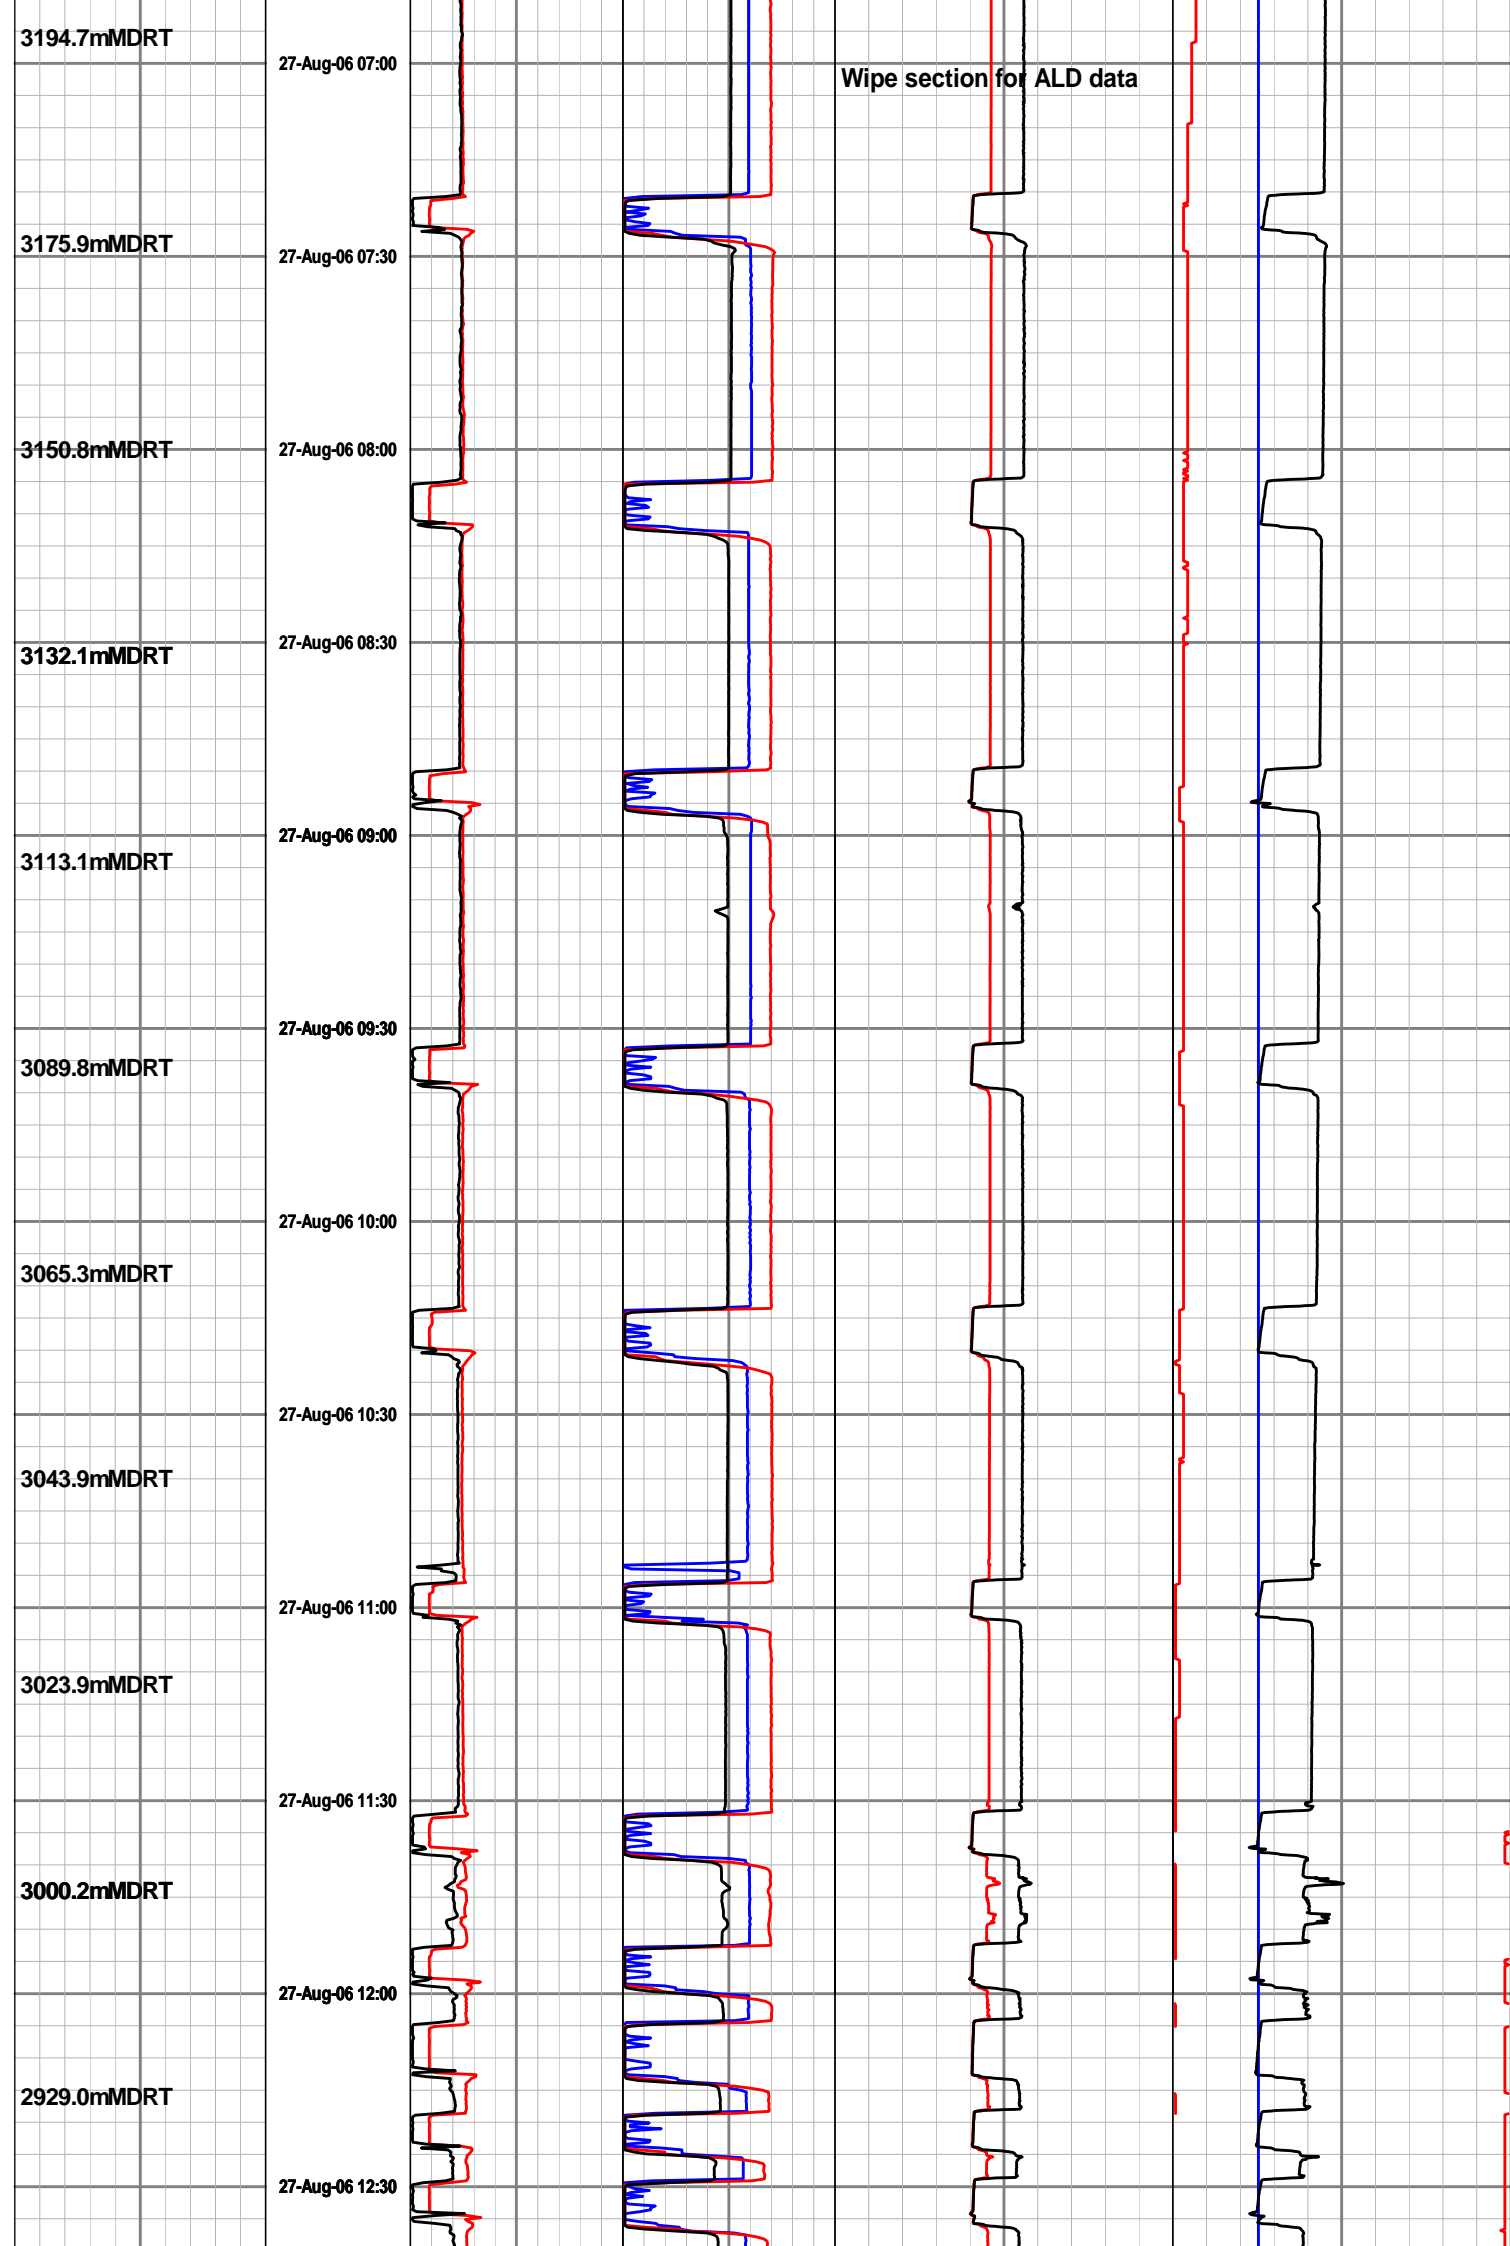 3194.7mMDRT
27-Aug-06 07:00
Wipe section for ALD data
3175.9mMDRT
27-Aug-06 07:30
3150.8mMDRT
27-Aug-06 08:00
27-Aug-06 08:30
3132.1mMDRT
27-Aug-06 09:00
3113.1mMDRT
27-Aug-06 09:30
3089.8mMDRT
27-Aug-06 10:00
3065.3mMDRT
27-Aug-06 10:30
3043.9mMDRT
27-Aug-06 11:00
3023.9mMDRT
27-Aug-06 11:30
3000.2mMDRT
27-Aug-06 12:00
2929.0mMDRT
27-Aug-06 12:30